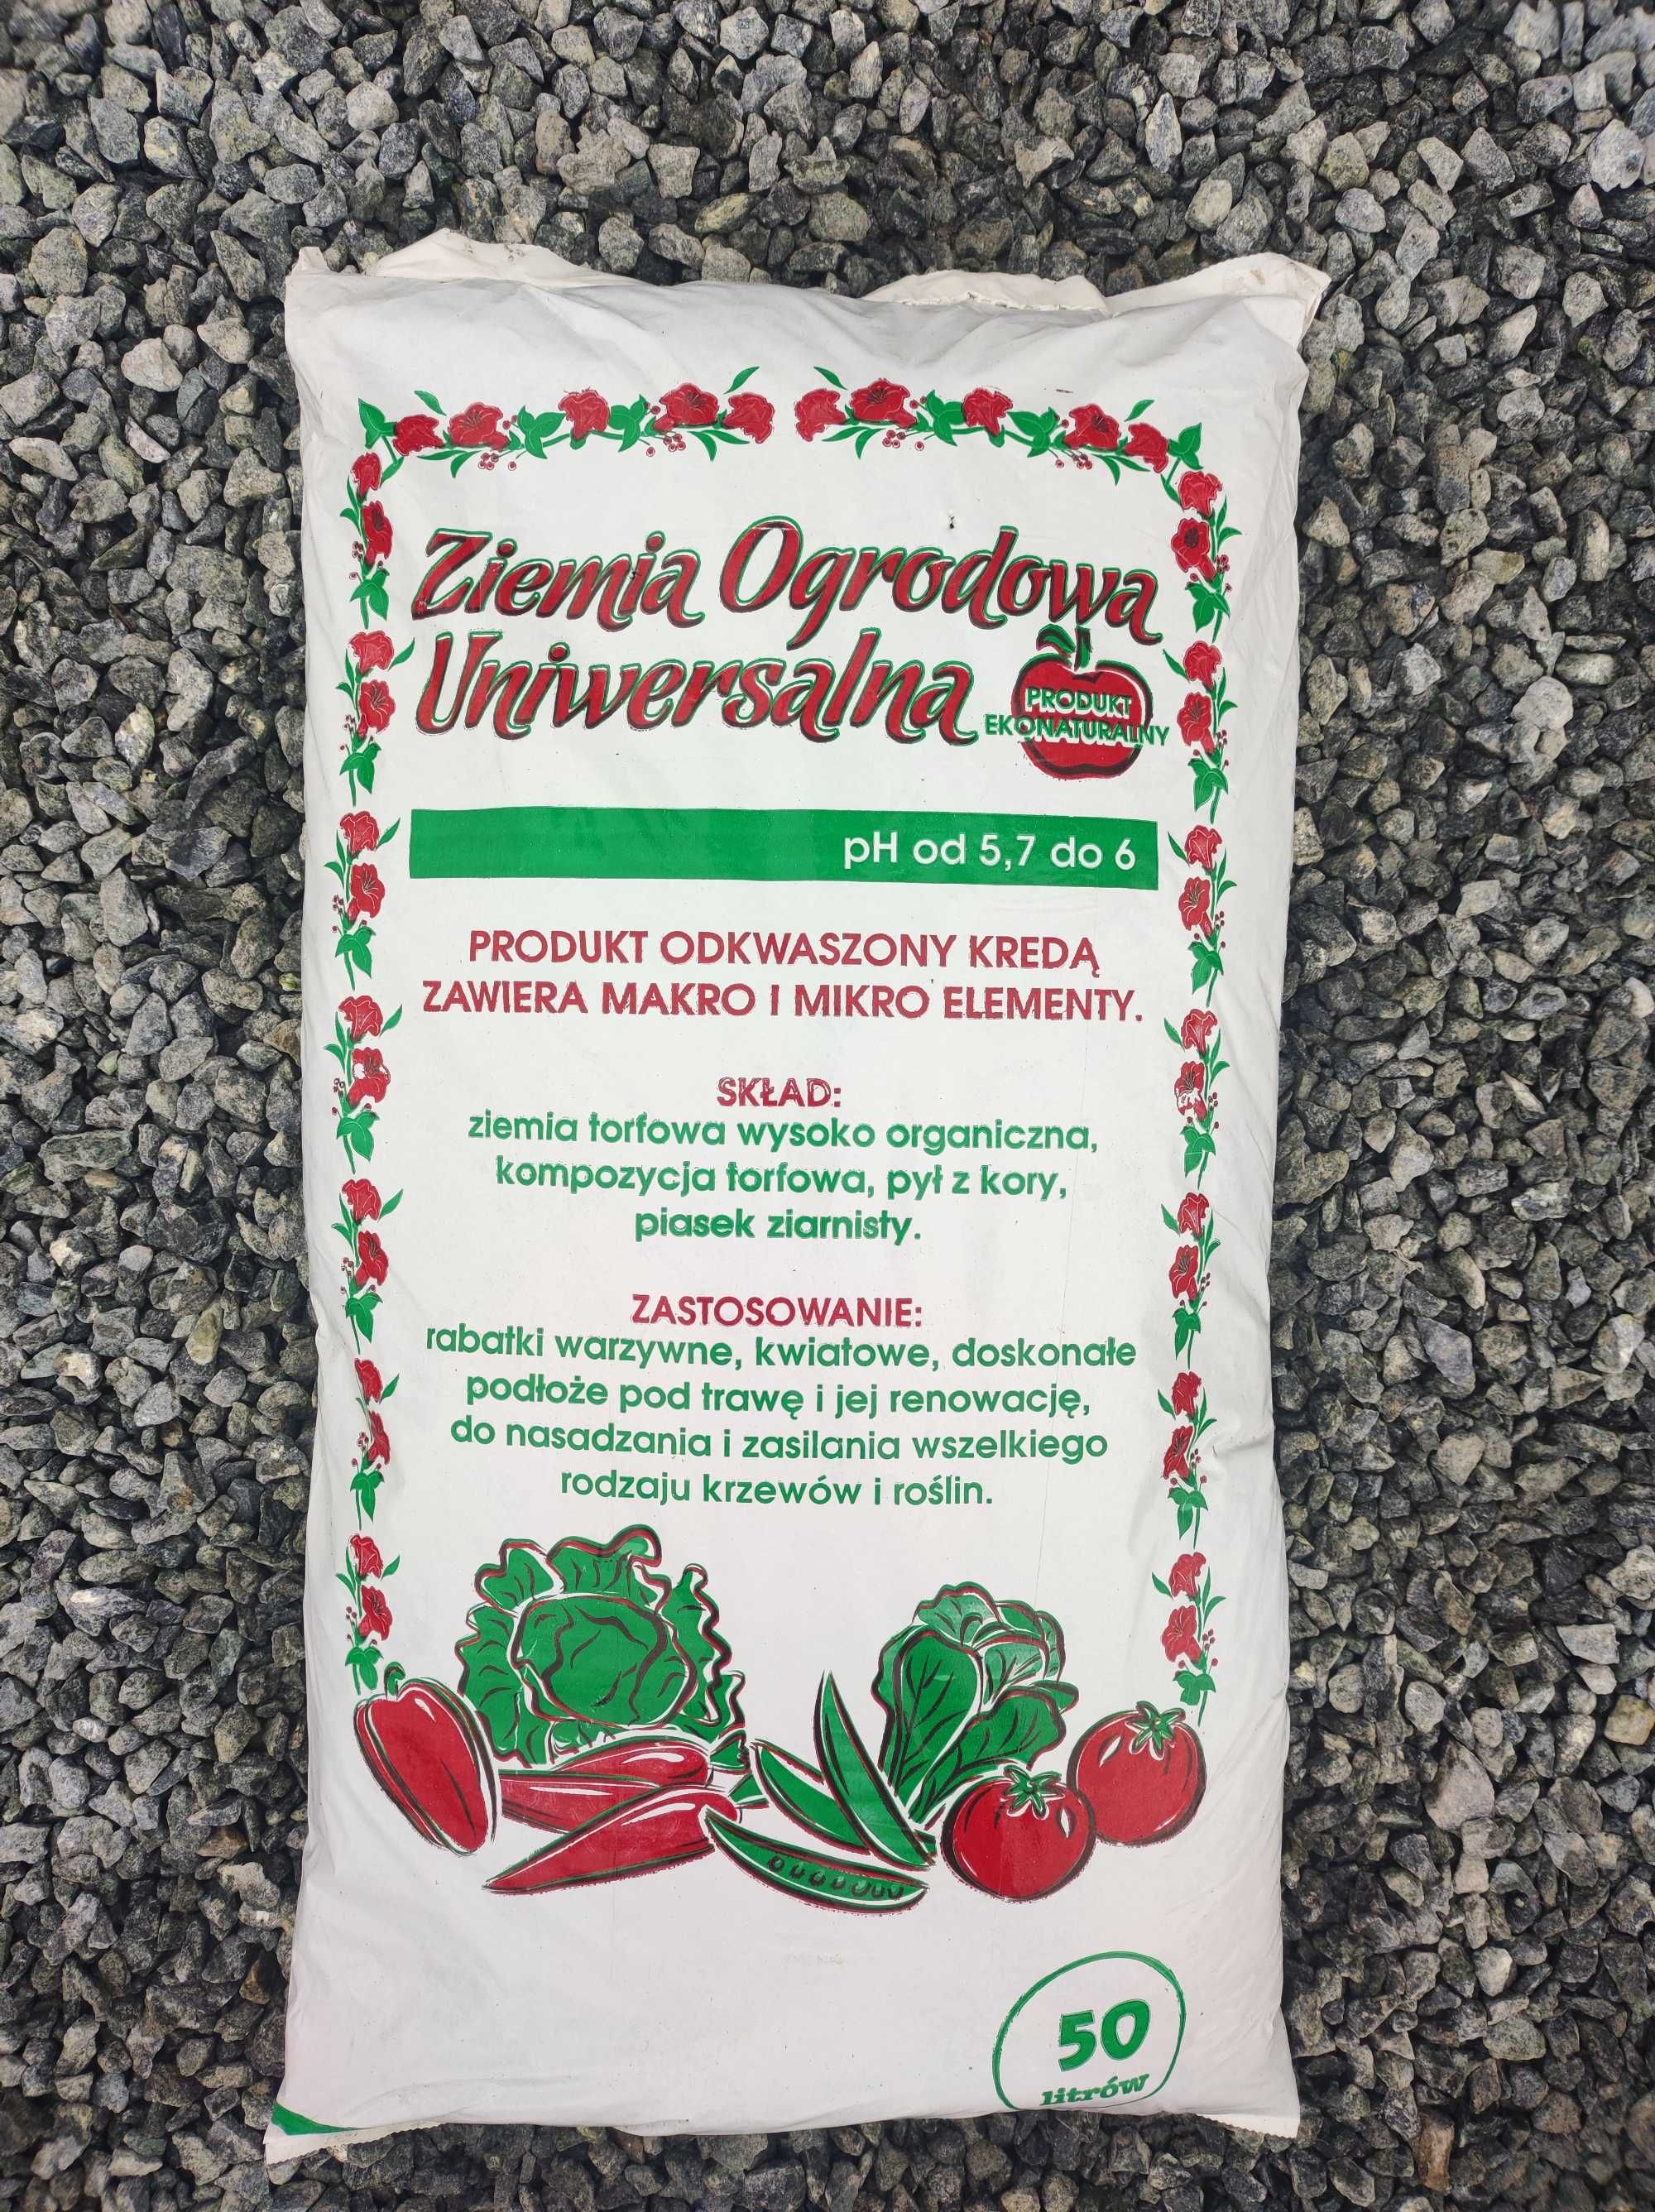 Ziemia Ogrodowa
Uniwersalna
PRODUKT
EKONATURALNY
pH od 5,7 do 6
PRODUKT ODKWASZONY KREDĄ
ZAWIERA MAKRO I MIKRO ELEMENTY.
SKŁAD:
ziemia torfowa wysoko organiczna,
kompozycja torfowa, pył z kory,
piasek ziarnisty.
ZASTOSOWANIE:
rabatki warzywne, kwiatowe, doskonałe
podłoże pod trawę i jej renowację,
do nasadzania i zasilania wszelkiego
rodzaju krzewów i roślin.
50
litrów